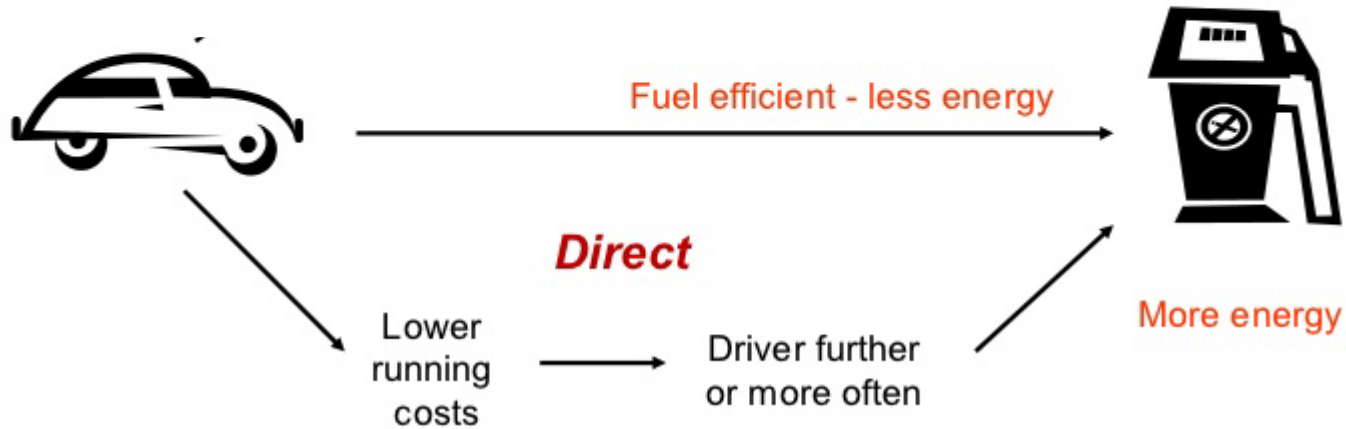 Fuel efficient - less energy
Direct
More energy
Lower
running
costs
Driver further
or more often